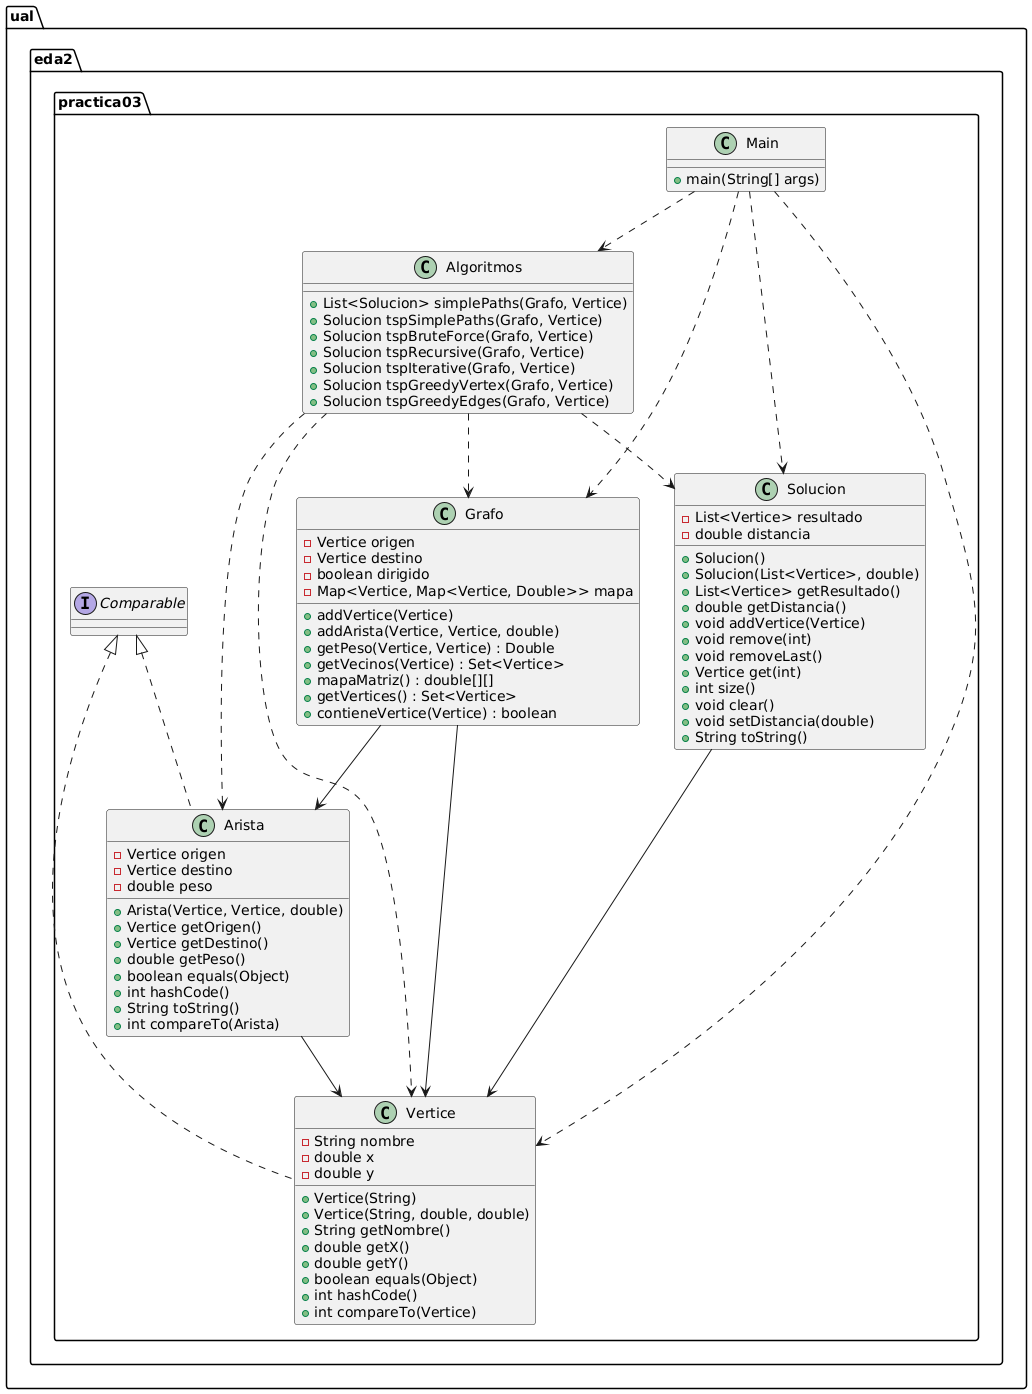 ual
eda2
practica03
C Main
main(String[] args)
C Algoritmos
List<Solucion> simplePaths(Grafo, Vertice)
Solucion tspSimplePaths(Grafo, Vertice)
Solucion tspBruteForce(Grafo, Vertice)
Solucion tspRecursive(Grafo, Vertice)
Solucion tspIterative(Grafo, Vertice)
Solucion tspGreedyVertex(Grafo, Vertice)
Solucion tspGreedyEdges(Grafo, Vertice)
C Solucion
List<Vertice> resultado
double distancia
Solucion()
Solucion(List<Vertice>, double)
List<Vertice> getResultado()
double getDistancia()
void addVertice(Vertice)
void remove(int)
void removeLast()
Vertice get(int)
int size()
void clear()
void setDistancia(double)
String toString()
C Grafo
Vertice origen
Vertice destino
boolean dirigido
Map<Vertice, Map<Vertice, Double>> mapa
addVertice(Vertice)
addArista(Vertice, Vertice, double)
getPeso(Vertice, Vertice) : Double
getVecinos(Vertice) : Set<Vertice>
mapaMatriz() : double[][]
getVertices() : Set<Vertice>
contieneVertice(Vertice) : boolean
I Comparable
C Arista
Vertice origen
Vertice destino
double peso
Arista(Vertice, Vertice, double)
Vertice getOrigen()
Vertice getDestino()
double getPeso()
boolean equals(Object)
int hashCode()
String toString()
int compareTo(Arista)
C Vertice
String nombre
double x
double y
Vertice(String)
Vertice(String, double, double)
String getNombre()
double getX()
double getY()
boolean equals(Object)
int hashCode()
int compareTo(Vertice)